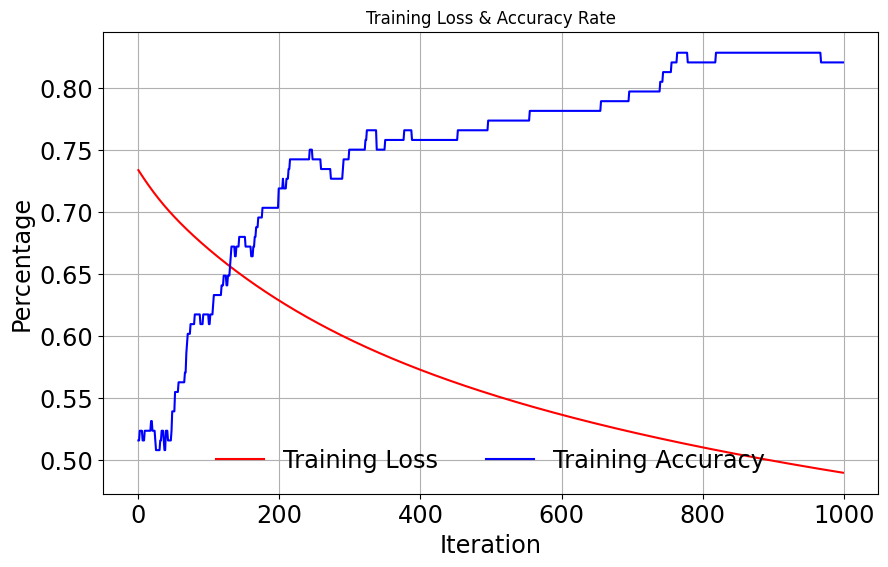 Training Loss & Accuracy Rate
Percentage
0.80
0.75
0.70
0.65
0.60
0.55
0.50
Training Loss
Training Accuracy
0
200
400
600
800
1000
Iteration